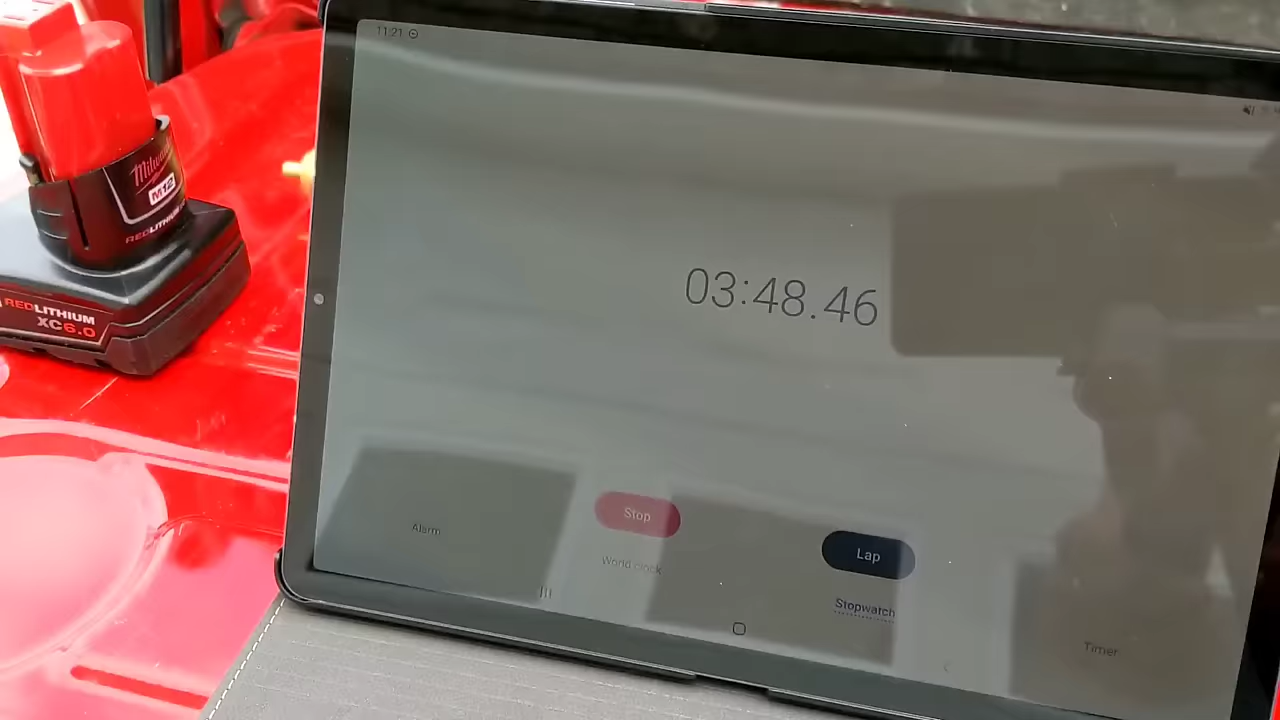 11:21
Milwaukee
M12
REDLITHIUM
REDLITHIUM
XC6.0
03:48.46
Stop
Lap
Alarm
World clock
Stopwatch
Timer